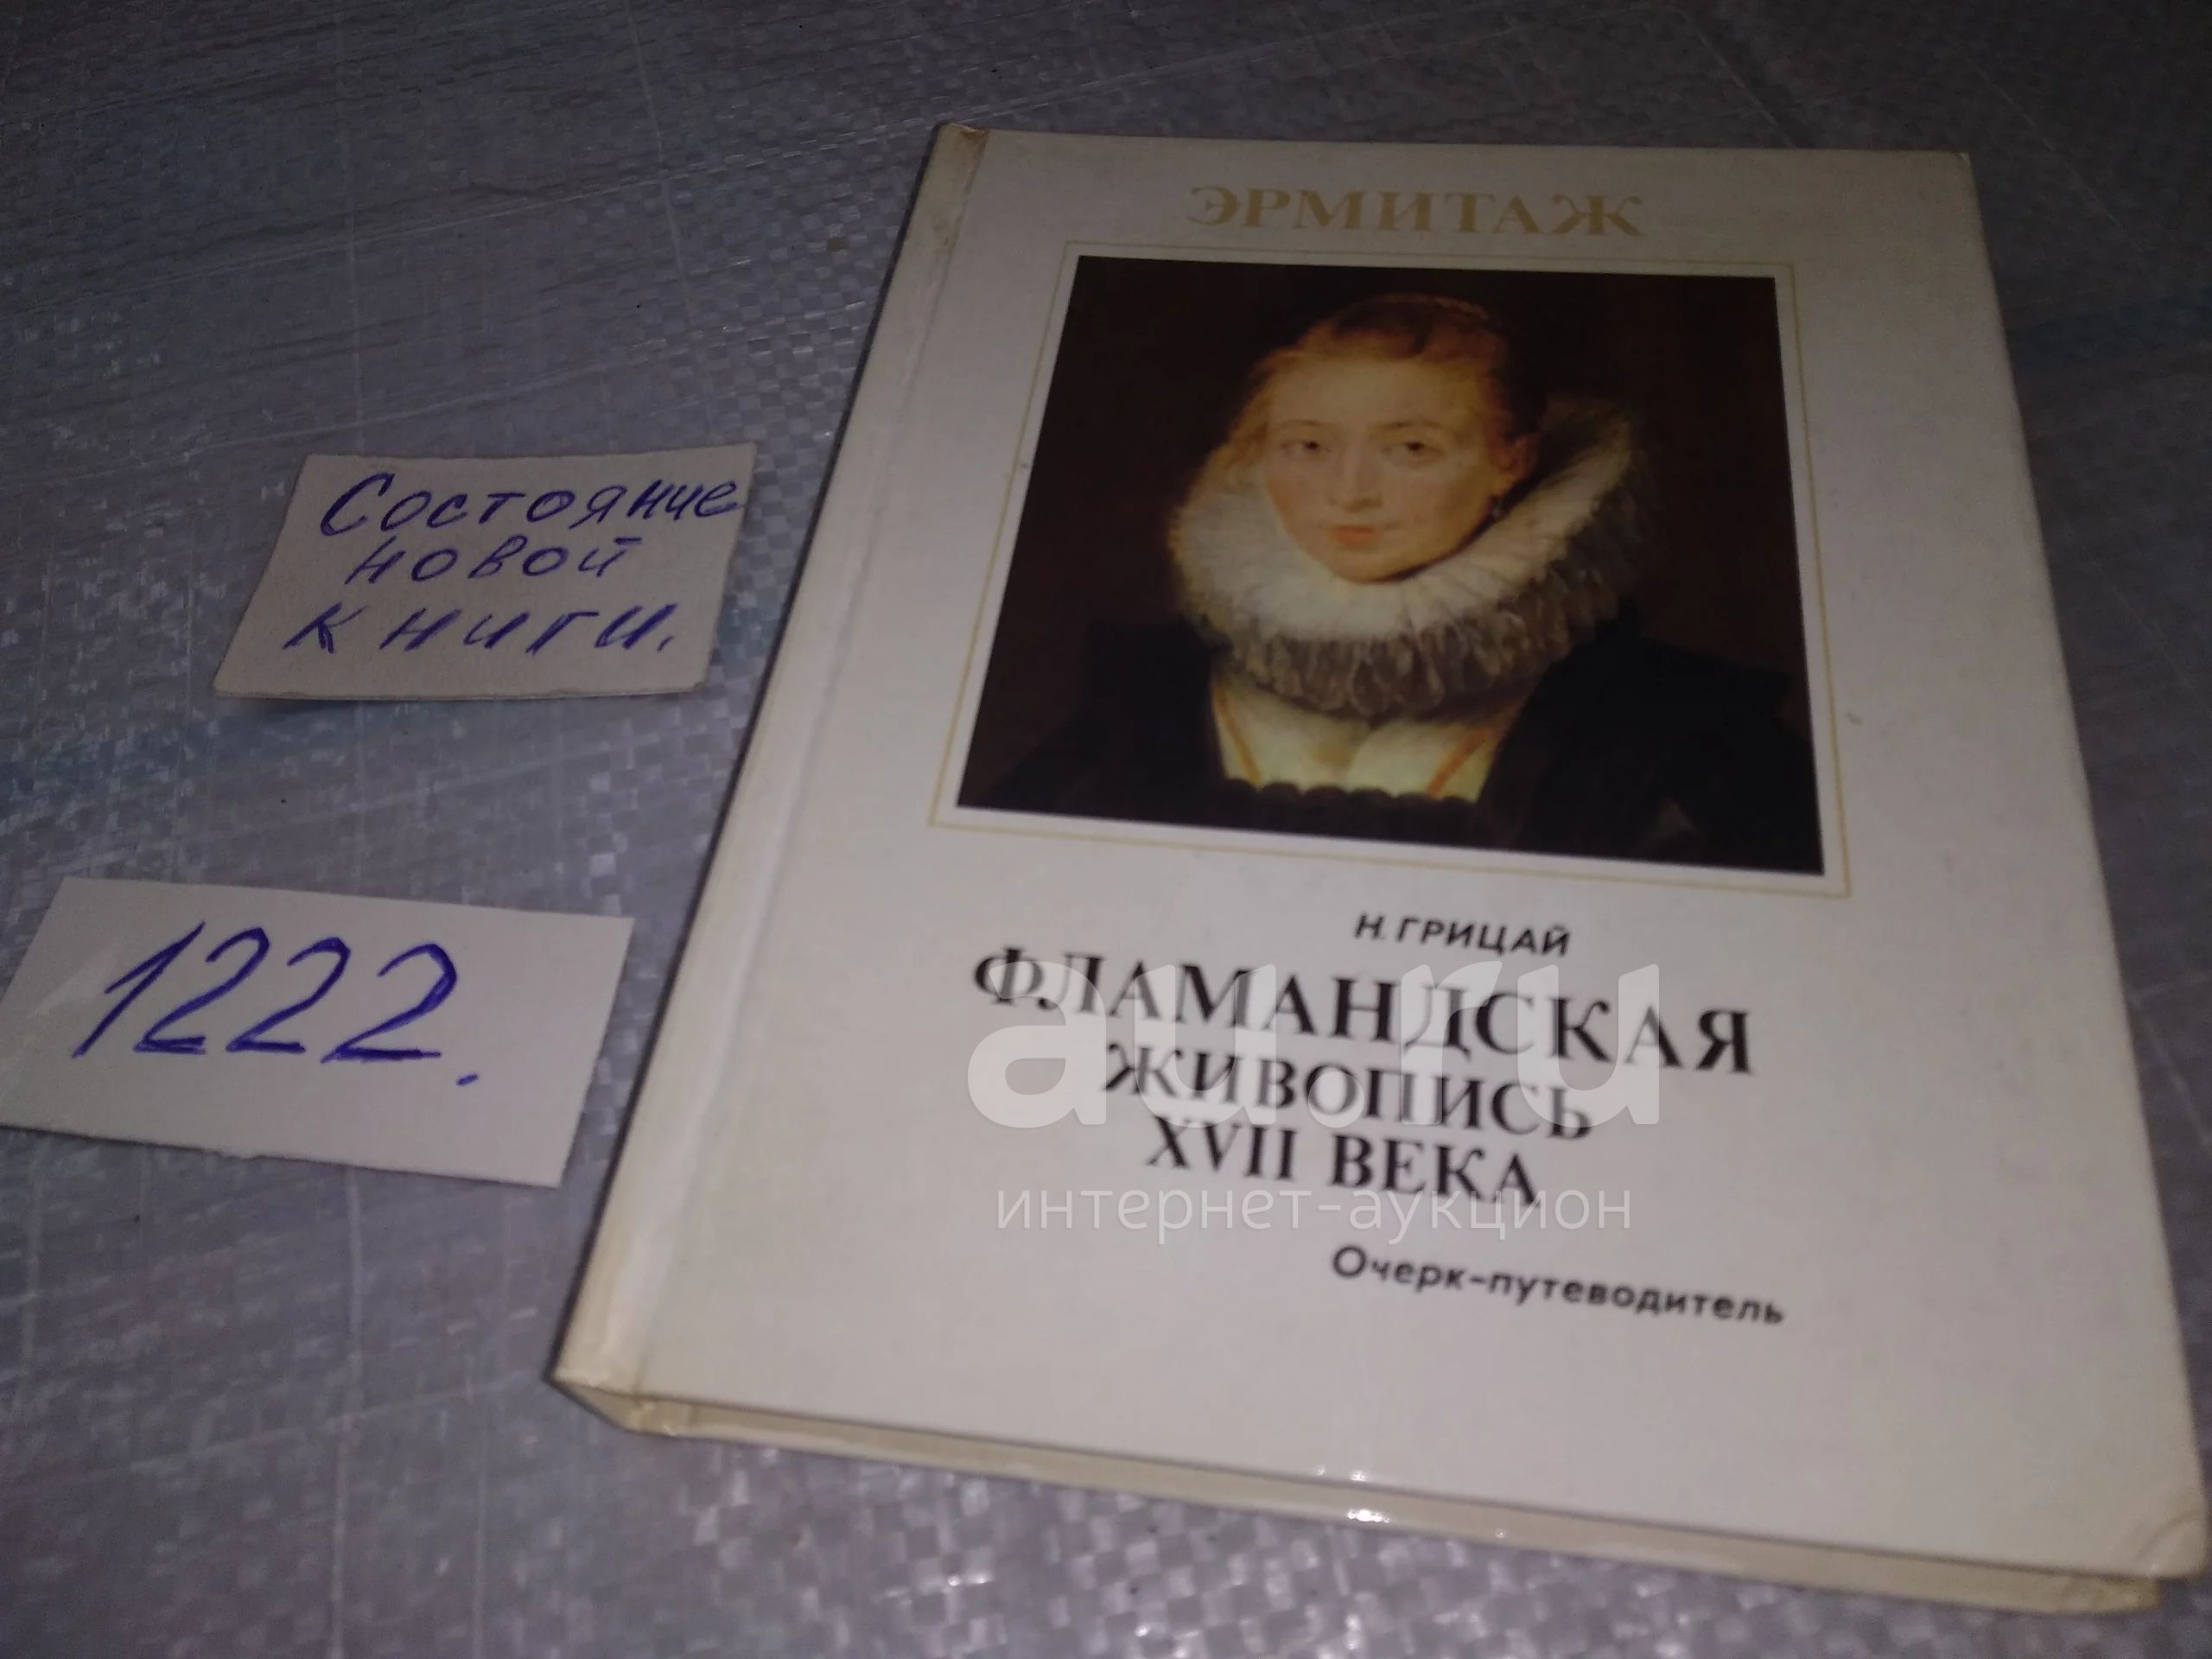 ЭРМИТАЖ
Состояние
новой
книги.
1222.
Н. ГРИЦАЙ
ФЛАМАНДСКАЯ
ЖИВОПИСЬ
XVII ВЕКА
Очерк-путеводитель
au.ru
интернет-аукцион